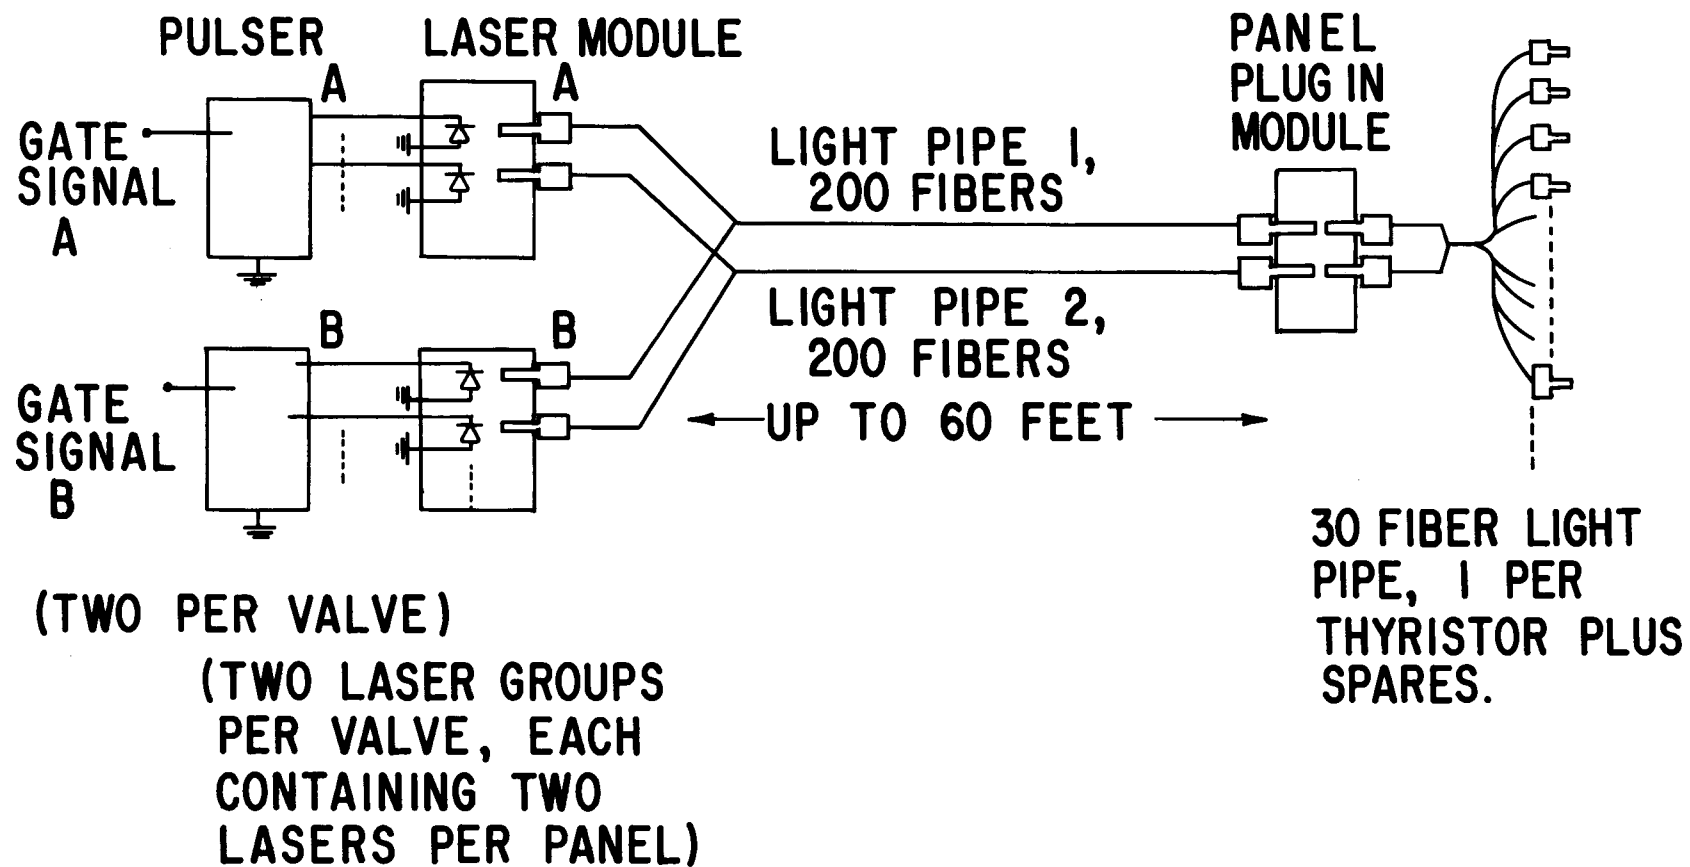 PULSER
A
LASER MODULE
A
GATE
SIGNAL
A
PANEL
PLUG IN
MODULE
LIGHT PIPE 1,
200 FIBERS
LIGHT PIPE 2,
200 FIBERS
UP TO 60 FEET
B
B
GATE
SIGNAL
B
30 FIBER LIGHT
PIPE, 1 PER
THYRISTOR PLUS
SPARES.
(TWO PER VALVE)
(TWO LASER GROUPS
PER VALVE, EACH
CONTAINING TWO
LASERS PER PANEL)